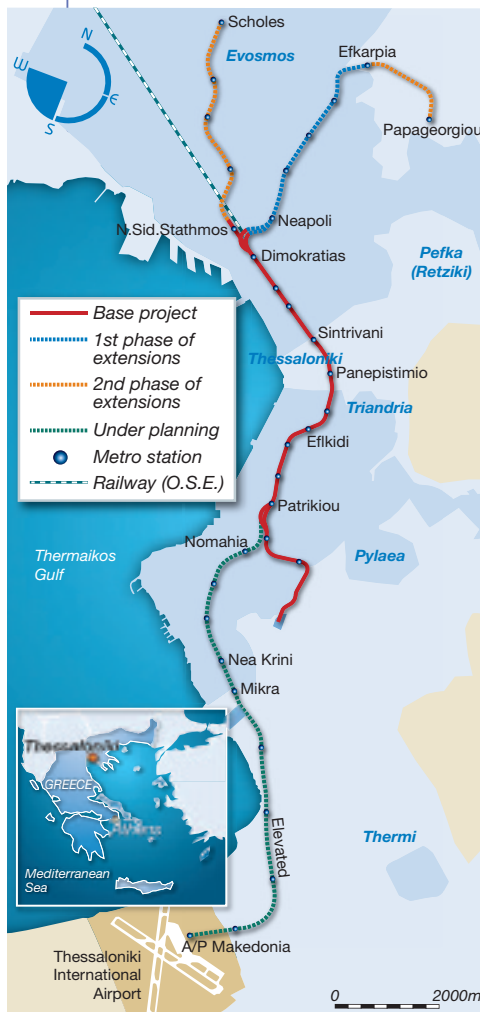 Scholes
Evosmos
Efkarpia
N
W
E
S
Papageorgiou
N.Sid.Stathmos
Neapoli
Dimokratias
Pefka
(Retziki)
Base project
1st phase of
extensions
2nd phase of
extensions
Under planning
Metro station
Railway (O.S.E.)
Sintrivani
Thessaloniki
Panepistimio
Triandria
Eflkidi
Patrikiou
Nomahia
Thermaikos
Gulf
Pylaea
Nea Krini
Mikra
Thessaloniki
GREECE
Athens
Mediterranean
Sea
Elevated
Thermi
A/P Makedonia
Thessaloniki
International
Airport
0 2000m